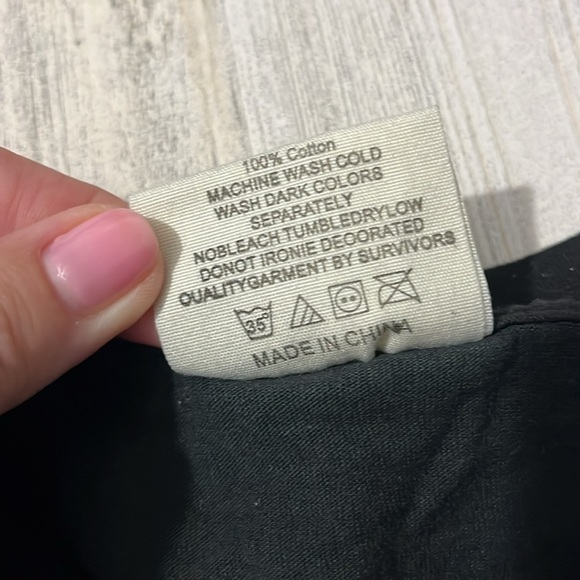 100% Cotton
MACHINE WASH COLD
WASH DARK COLORS
SEPARATELY
NOBLEACH TUMBLEDRYLOW
DONOT IRONIE DECORATED
QUALITYGARMENT BY SURVIVORS
35°
MADE IN CHINA